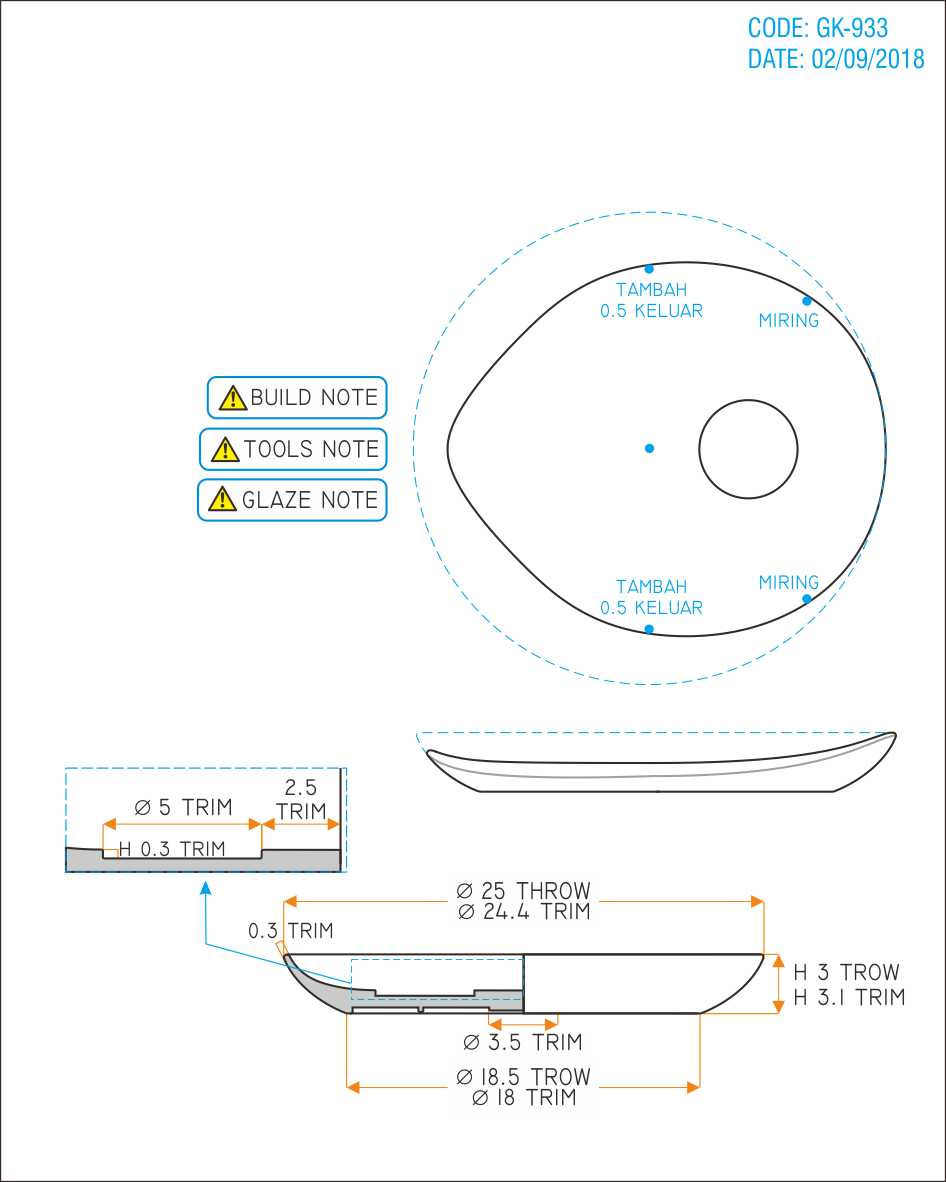 CODE: GK-933
DATE: 02/09/2018
TAMBAH
0.5 KELUAR
MIRING
BUILD NOTE
TOOLS NOTE
GLAZE NOTE
TAMBAH
0.5 KELUAR
MIRING
2.5
TRIM
Ø 5 TRIM
H 0.3 TRIM
Ø 25 THROW
Ø 24.4 TRIM
0.3 TRIM
H 3 TROW
H 3.1 TRIM
Ø 3.5 TRIM
Ø 18.5 TROW
Ø 18 TRIM